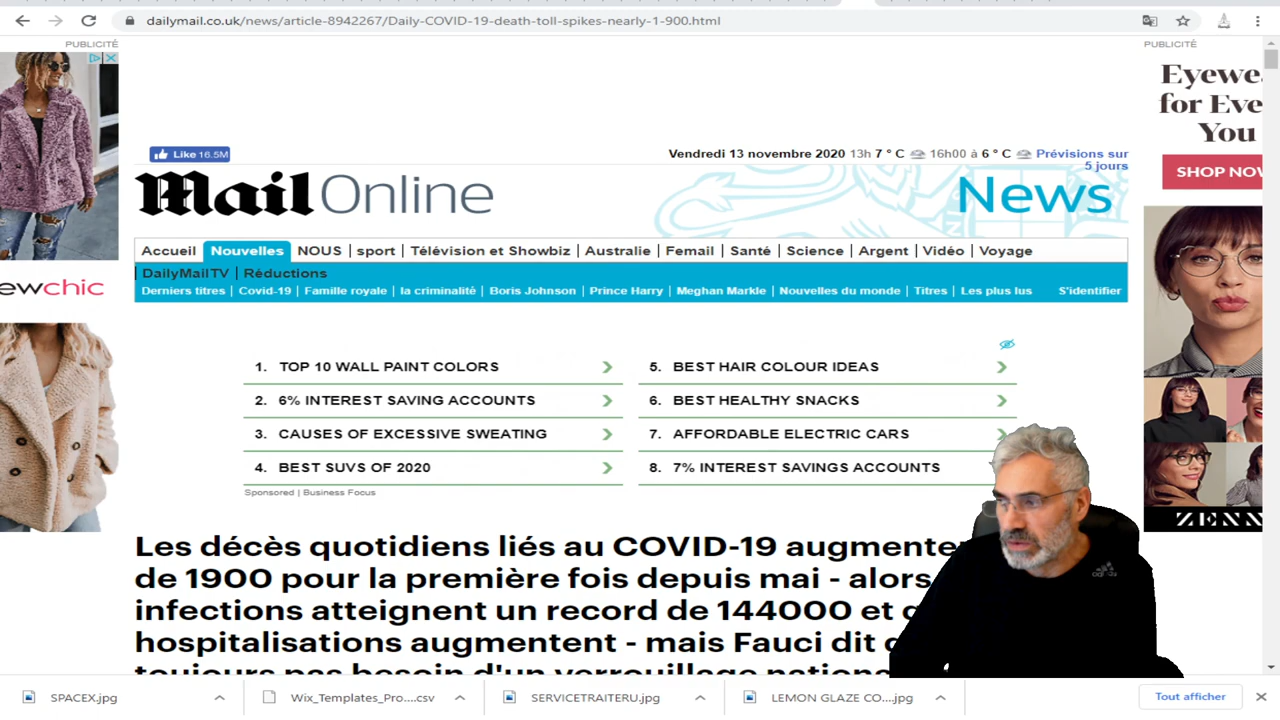 dailymail.co.uk/news/article-8942267/Daily-COVID-19-death-toll-spikes-nearly-1-900.html
PUBLICITÉ
PUBLICITÉ
Eyewe
for Eve
You
SHOP NOW
Like 16.5M
Vendredi 13 novembre 2020 13h 7 ° C 16h00 à 6 ° C Prévisions sur
5 jours
Mail Online
News
Accueil | Nouvelles NOUS | sport | Télévision et Showbiz | Australie | Femail | Santé | Science | Argent | Vidéo | Voyage
| DailyMailTV | Réductions
Derniers titres | Covid-19 | Famille royale | la criminalité | Boris Johnson | Prince Harry | Meghan Markle | Nouvelles du monde | Titres | Les plus lus S'identifier
ewchic
1. TOP 10 WALL PAINT COLORS
2. 6% INTEREST SAVING ACCOUNTS
3. CAUSES OF EXCESSIVE SWEATING
4. BEST SUVS OF 2020
5. BEST HAIR COLOUR IDEAS
6. BEST HEALTHY SNACKS
7. AFFORDABLE ELECTRIC CARS
8. 7% INTEREST SAVINGS ACCOUNTS
Sponsored | Business Focus
ZENN
Les décès quotidiens liés au COVID-19 augmente
de 1900 pour la première fois depuis mai - alors
infections atteignent un record de 144000 et
hospitalisations augmentent - mais Fauci dit
toujours pas besoin d'un verrouillage national
adidas
SPACEX.jpg
Wix_Templates_Pro....csv
SERVICETRAITERU.jpg
LEMON GLAZE CO....jpg
Tout afficher